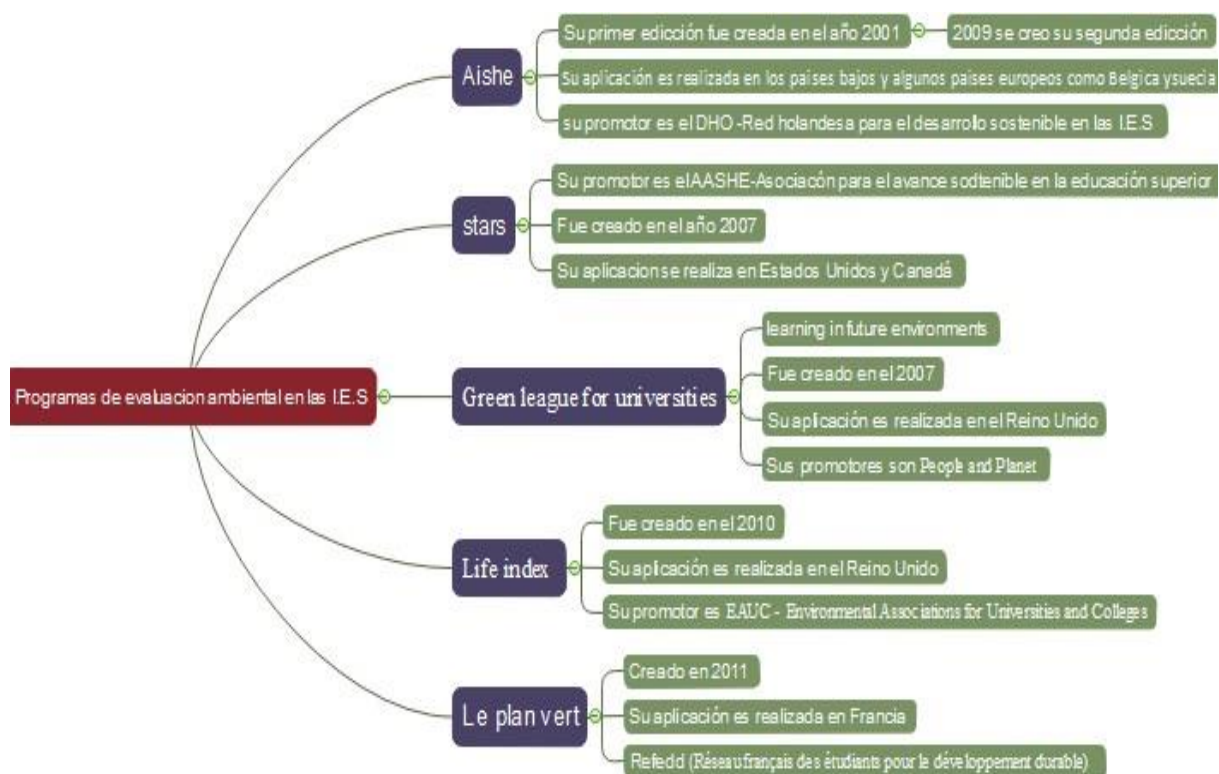 Programas de evaluacion ambiental en las I.E.S
Aishe
Su primer edicción fue creada en el año 2001
2009 se creo su segunda edicción
Su aplicación es realizada en los paises bajos y algunos paises europeos como Belgica ysuecia
su promotor es el DHO -Red holandesa para el desarrollo sostenible en las I.E.S
stars
Su promotor es elAASHE-Asociacón para el avance sodtenible en la educación superior
Fue creado en el año 2007
Su aplicacion se realiza en Estados Unidos y Canadá
Green league for universities
learning in future environments
Fue creado en el 2007
Su aplicación es realizada en el Reino Unido
Sus promotores son People and Planet
Life index
Fue creado en el 2010
Su aplicación es realizada en el Reino Unido
Su promotor es EAUC - Environmental Associations for Universities and Colleges
Le plan vert
Creado en 2011
Su aplicación es realizada en Francia
Refedd (Réseau français des étudiants pour le développement durable)